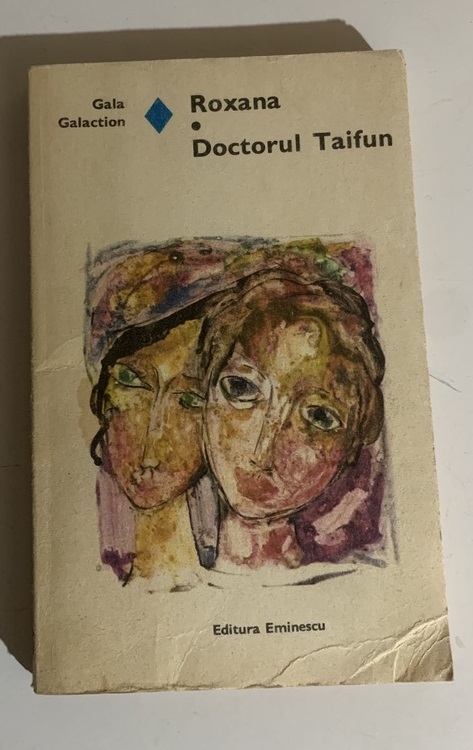 Gala
Galaction
Roxana
•
Doctorul Taifun
Editura Eminescu